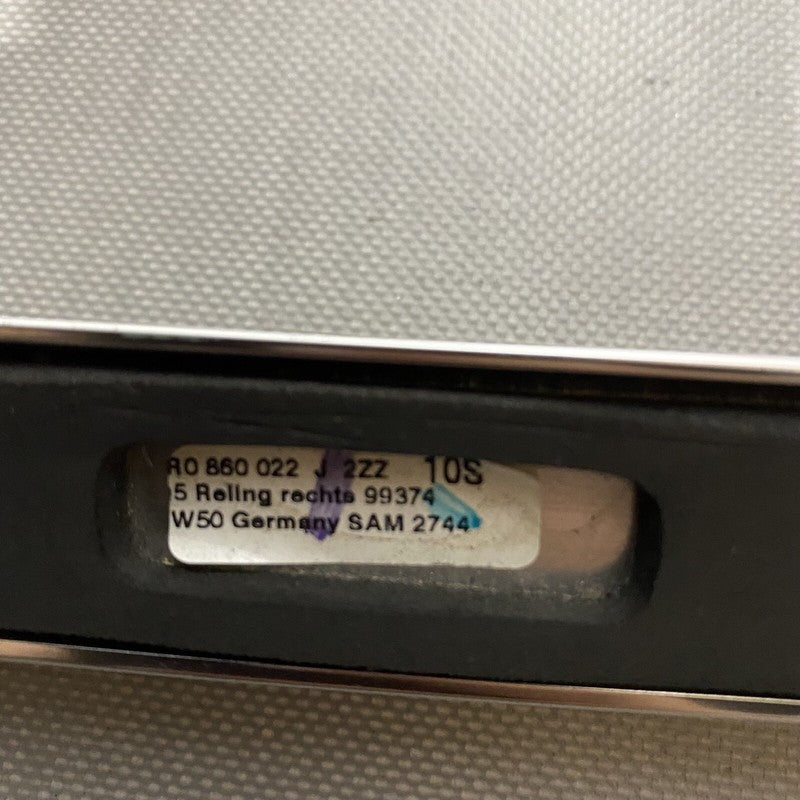 R0 860 022 J 2ZZ 10S
5 Reling rechts 99374
W50 Germany SAM 2744